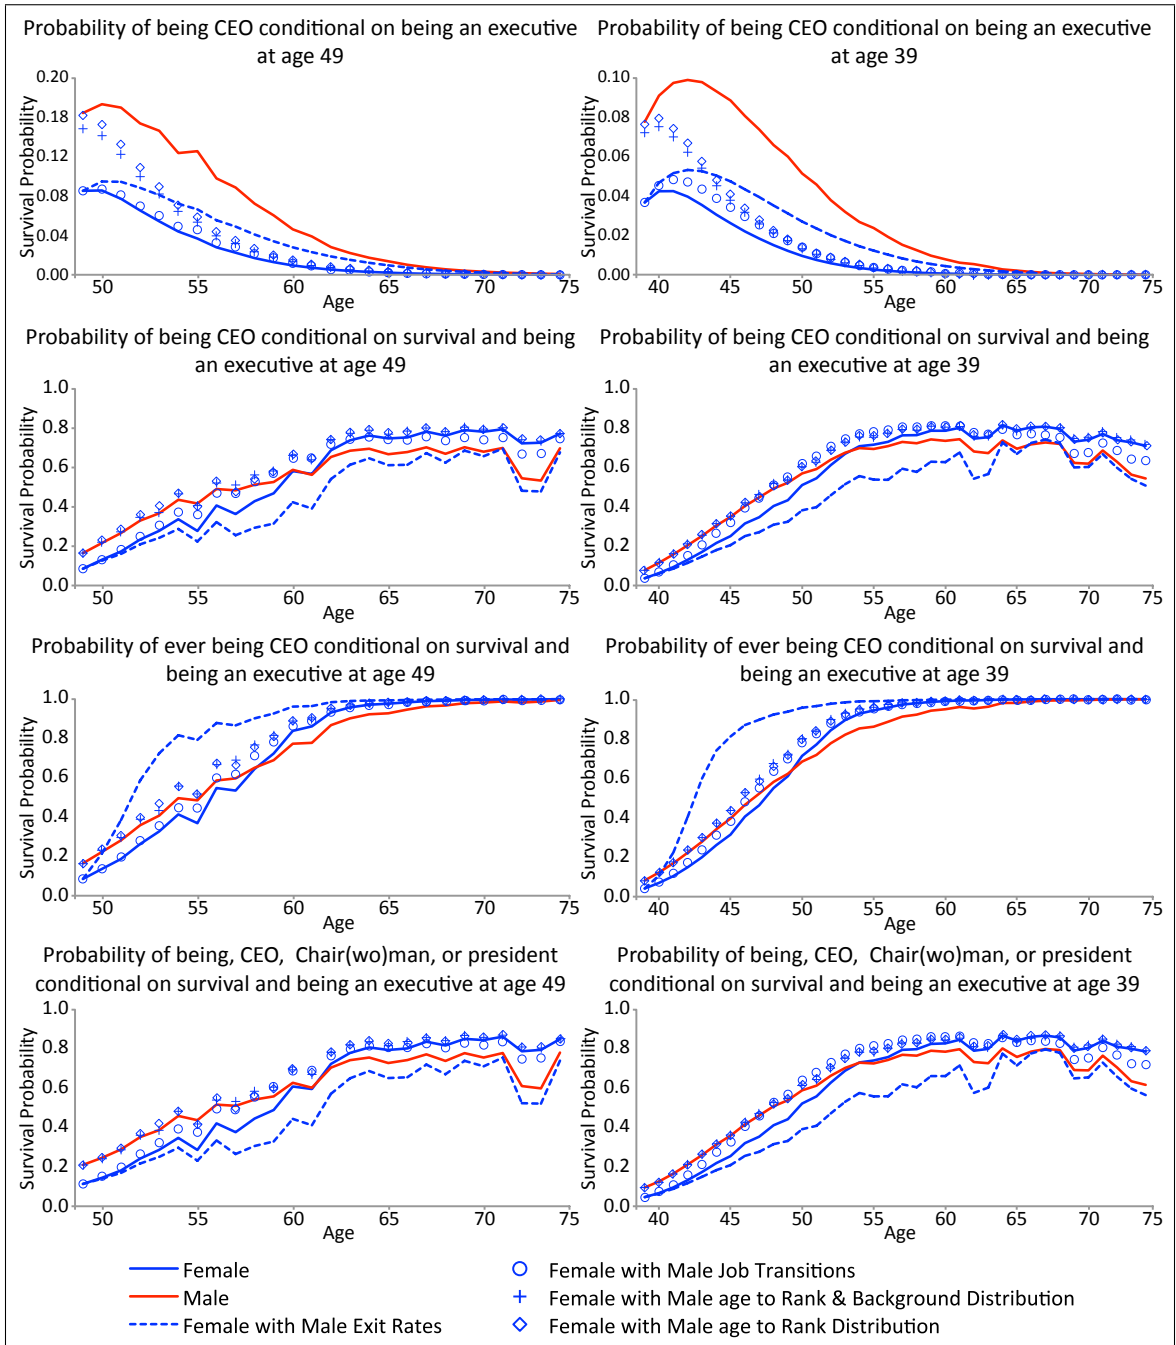 Probability of being CEO conditional on being an executive
at age 49
Survival Probability
0.20
0.18
0.12
0.08
0.04
0.00
50
55
60
65
70
75
Age
Probability of being CEO conditional on being an executive
at age 39
Survival Probability
0.10
0.08
0.06
0.04
0.02
0.00
40
45
50
55
60
65
70
75
Age
Probability of being CEO conditional on survival and being
an executive at age 49
Survival Probability
1.0
0.8
0.6
0.4
0.2
0.0
50
55
60
65
70
75
Age
Probability of being CEO conditional on survival and being
an executive at age 39
Survival Probability
1.0
0.8
0.6
0.4
0.2
0.0
40
45
50
55
60
65
70
75
Age
Probability of ever being CEO conditional on survival and
being an executive at age 49
Survival Probability
1.0
0.8
0.6
0.4
0.2
0.0
50
55
60
65
70
75
Age
Probability of ever being CEO conditional on survival and
being an executive at age 39
Survival Probability
1.0
0.8
0.6
0.4
0.2
0.0
40
45
50
55
60
65
70
75
Age
Probability of being, CEO, Chair(wo)man, or president
conditional on survival and being an executive at age 49
Survival Probability
1.0
0.8
0.6
0.4
0.2
0.0
50
55
60
65
70
75
Age
Probability of being, CEO, Chair(wo)man, or president
conditional on survival and being an executive at age 39
Survival Probability
1.0
0.8
0.6
0.4
0.2
0.0
40
45
50
55
60
65
70
75
Age
Female
Male
Female with Male Exit Rates
Female with Male Job Transitions
Female with Male age to Rank & Background Distribution
Female with Male age to Rank Distribution